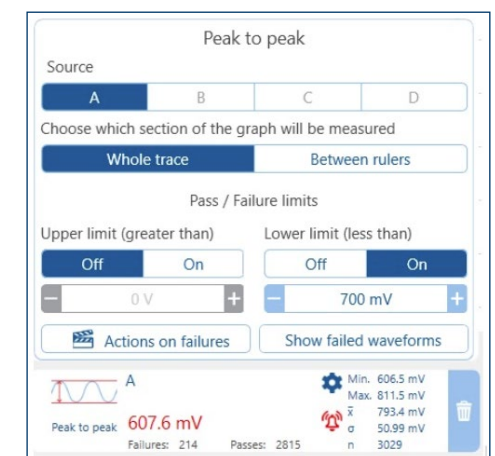 Peak to peak
Source
A B C D
Choose which section of the graph will be measured
Whole trace Between rulers
Pass / Failure limits
Upper limit (greater than) Lower limit (less than)
Off On Off On
− 0 V + − 700 mV +
Actions on failures Show failed waveforms
A Min. 606.5 mV
Max. 811.5 mV
Peak to peak 607.6 mV x̄ 793.4 mV
σ 50.99 mV
Failures: 214 Passes: 2815 n 3029